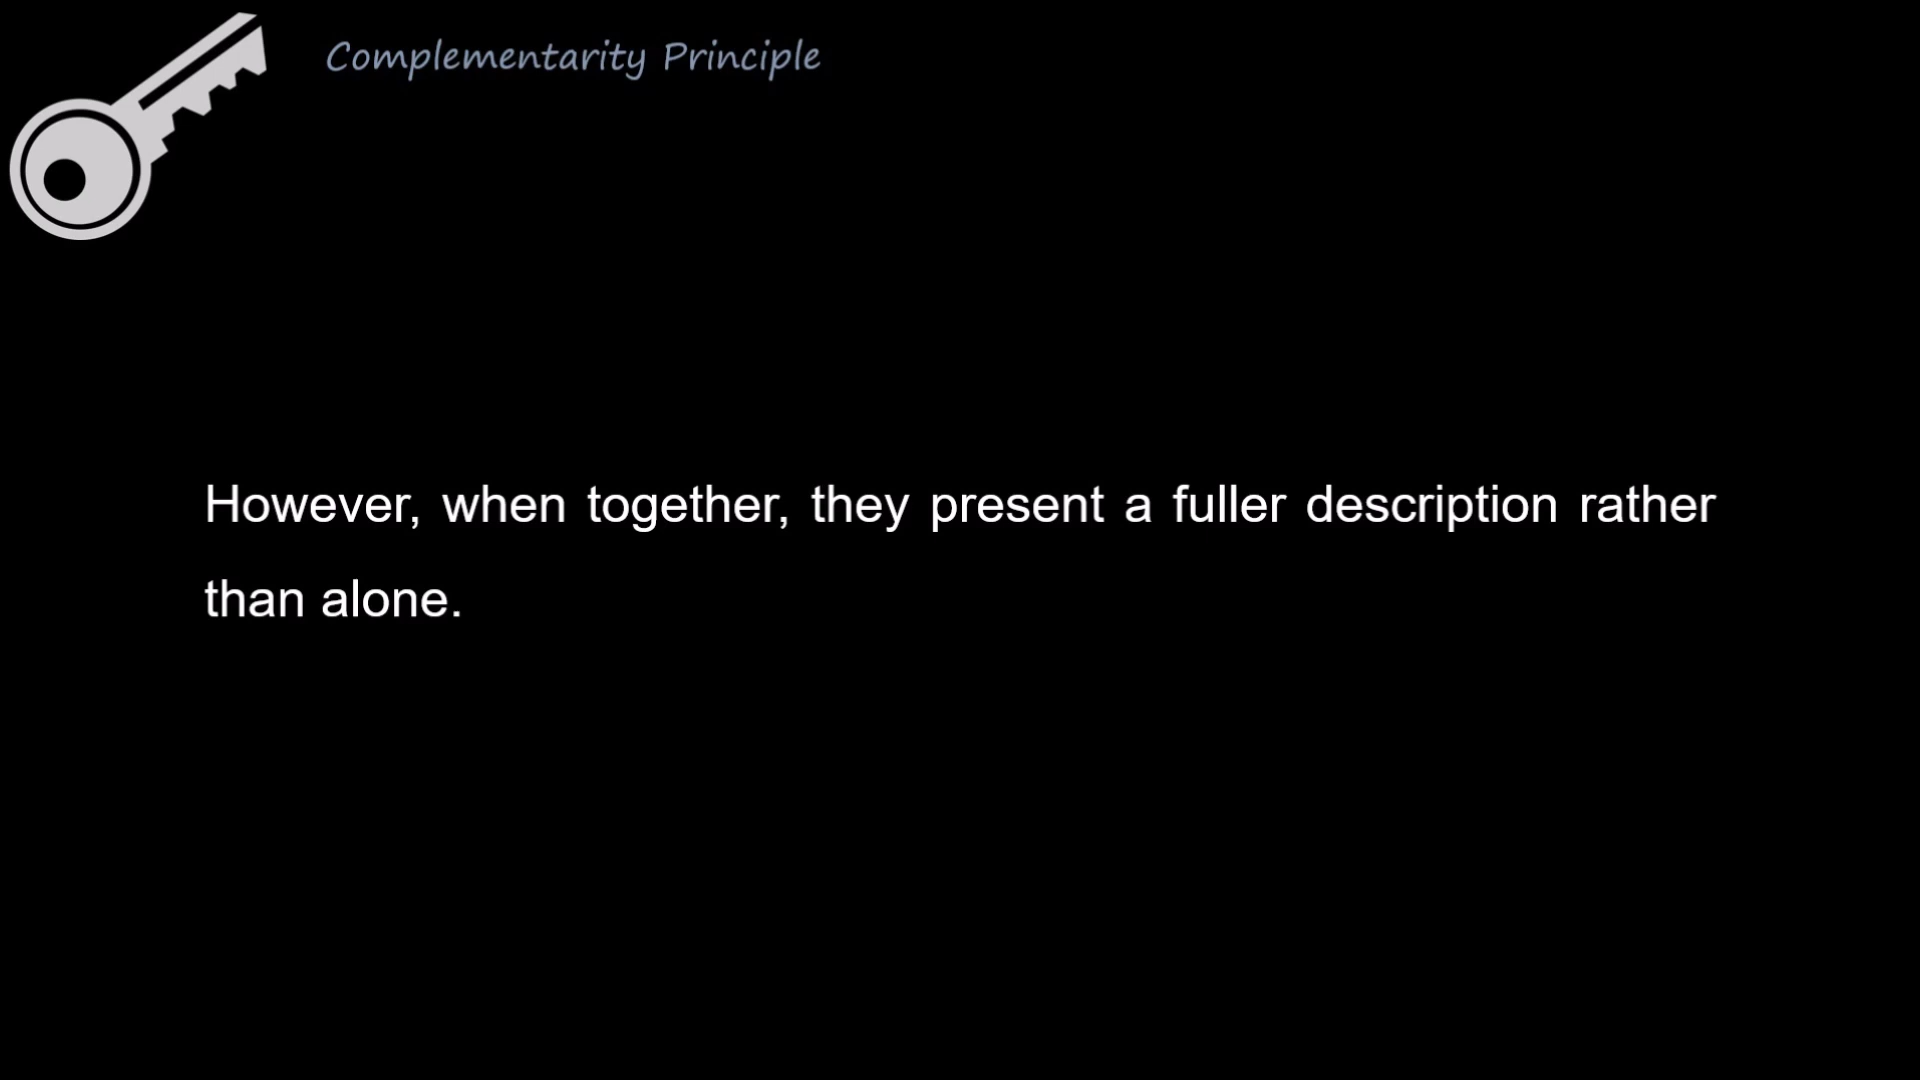 Complementarity Principle
However, when together, they present a fuller description rather
than alone.